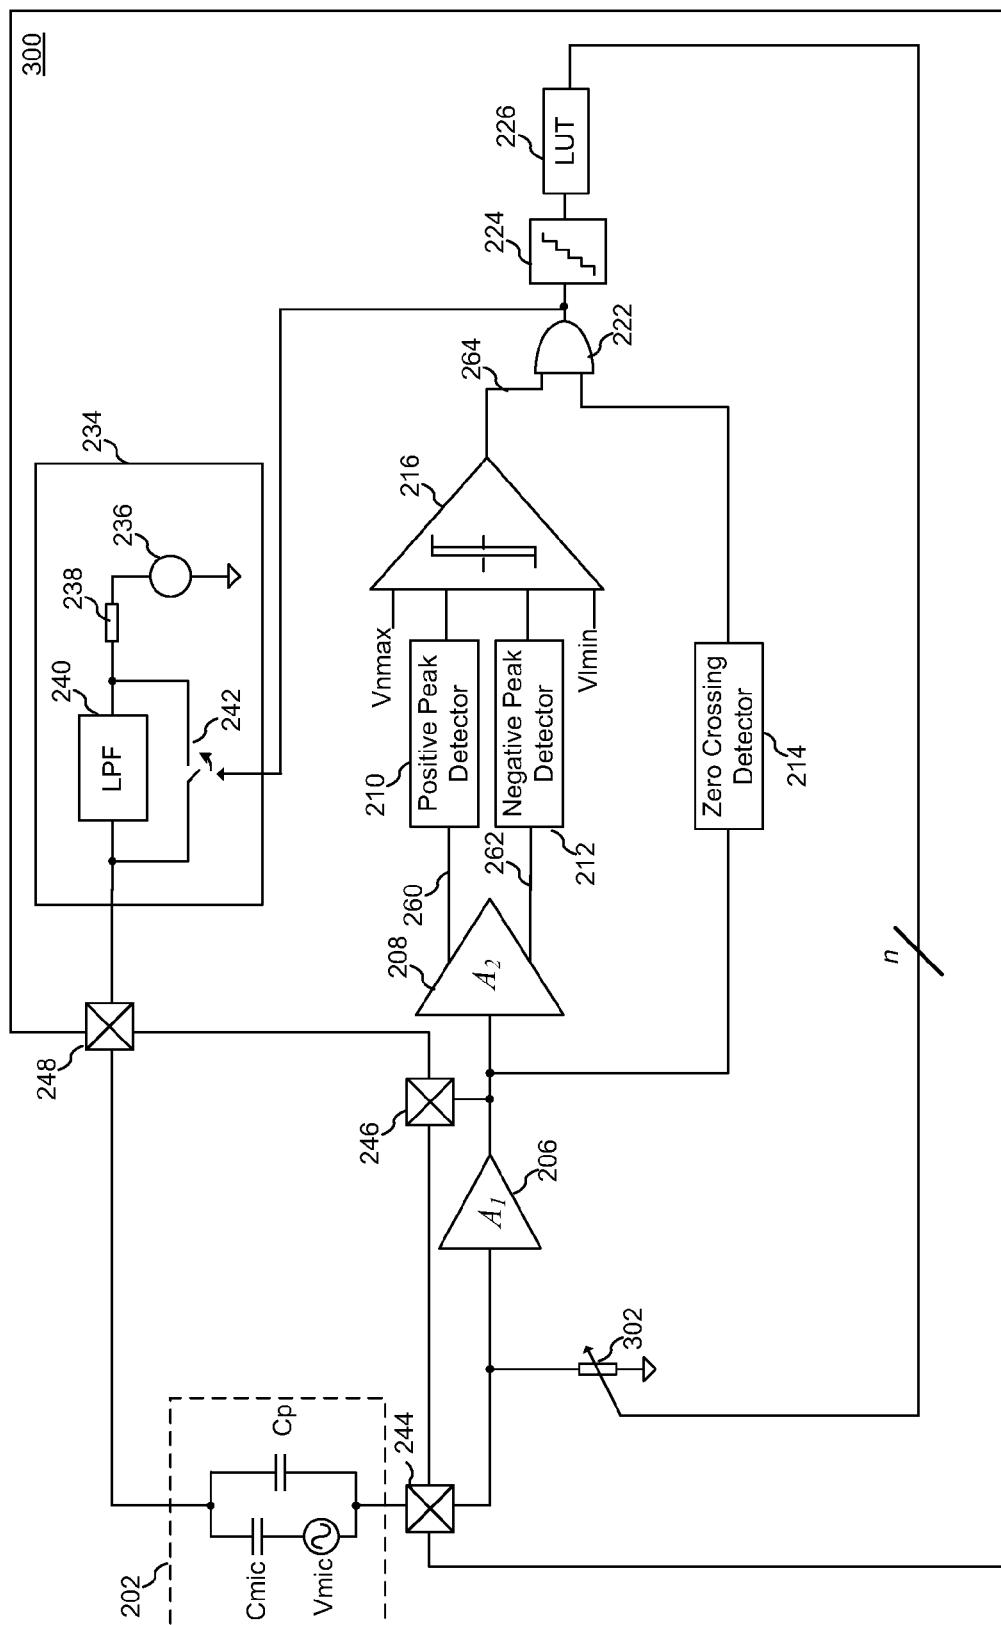 300
234
236
238
240
LPF
242
248
226
LUT
224
222
264
216
Vnmax
Vlmin
210
Positive Peak
Detector
Negative Peak
Detector
212
260
262
208
A2
Zero Crossing
Detector
214
246
A1
206
n
302
244
202
Cp
Cmic
Vmic